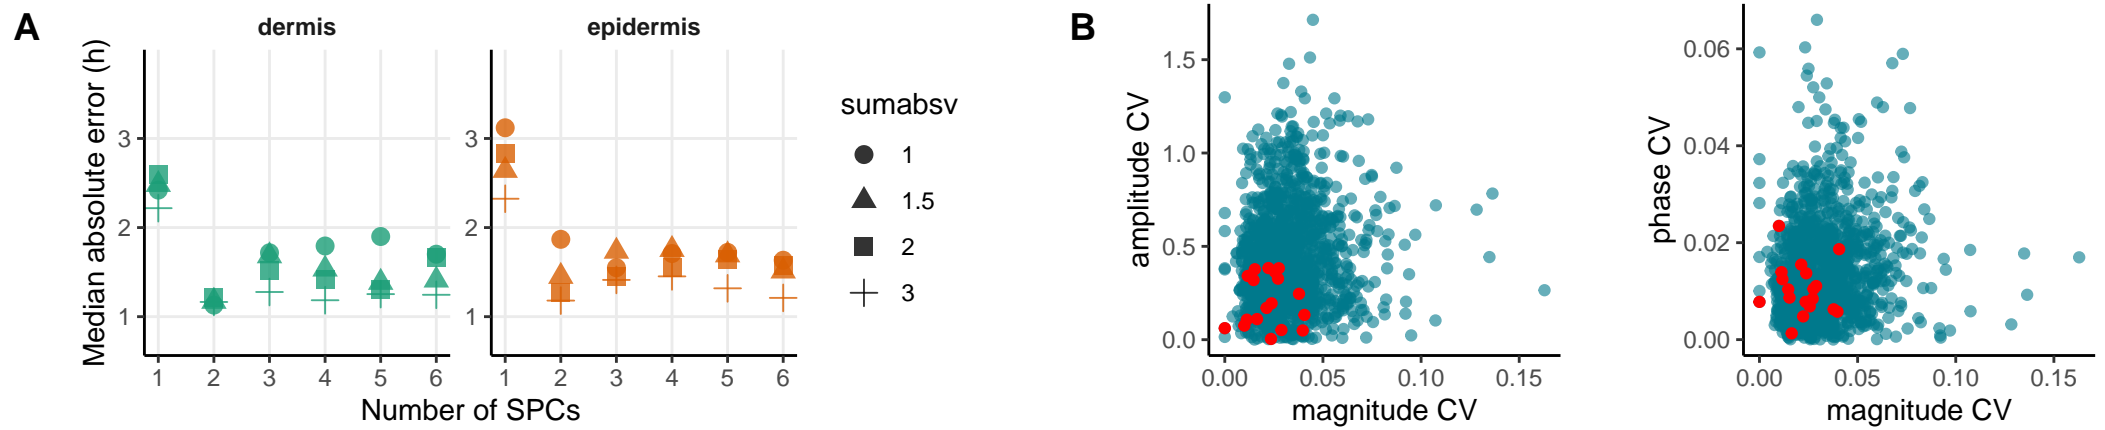 A
dermis
epidermis
Median absolute error (h)
3
2
1
1 2 3 4 5 6
1 2 3 4 5 6
Number of SPCs
sumabsv
1
1.5
2
3
B
amplitude CV
1.5
1.0
0.5
0.0
0.00 0.05 0.10 0.15
magnitude CV
phase CV
0.06
0.04
0.02
0.00
0.00 0.05 0.10 0.15
magnitude CV